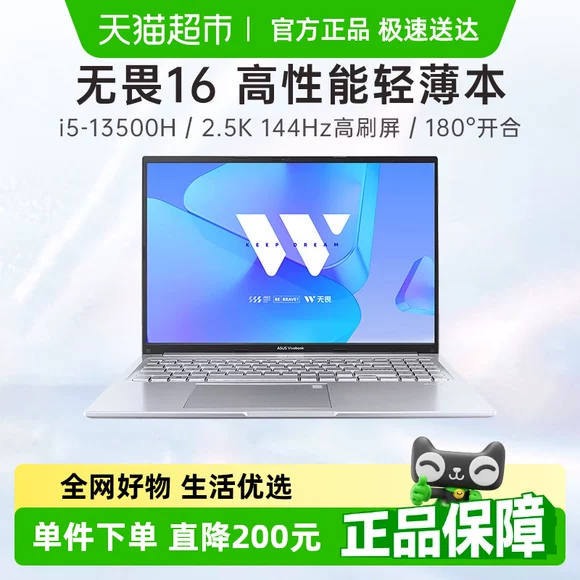 天猫超市 官方正品 极速送达
无畏16 高性能轻薄本
i5-13500H / 2.5K 144Hz高刷屏 / 180°开合
KEEP DREAM
BE BRAVE! W无畏
ASUS Vivobook
全网好物 生活优选
单件下单 直降200元
正品保障